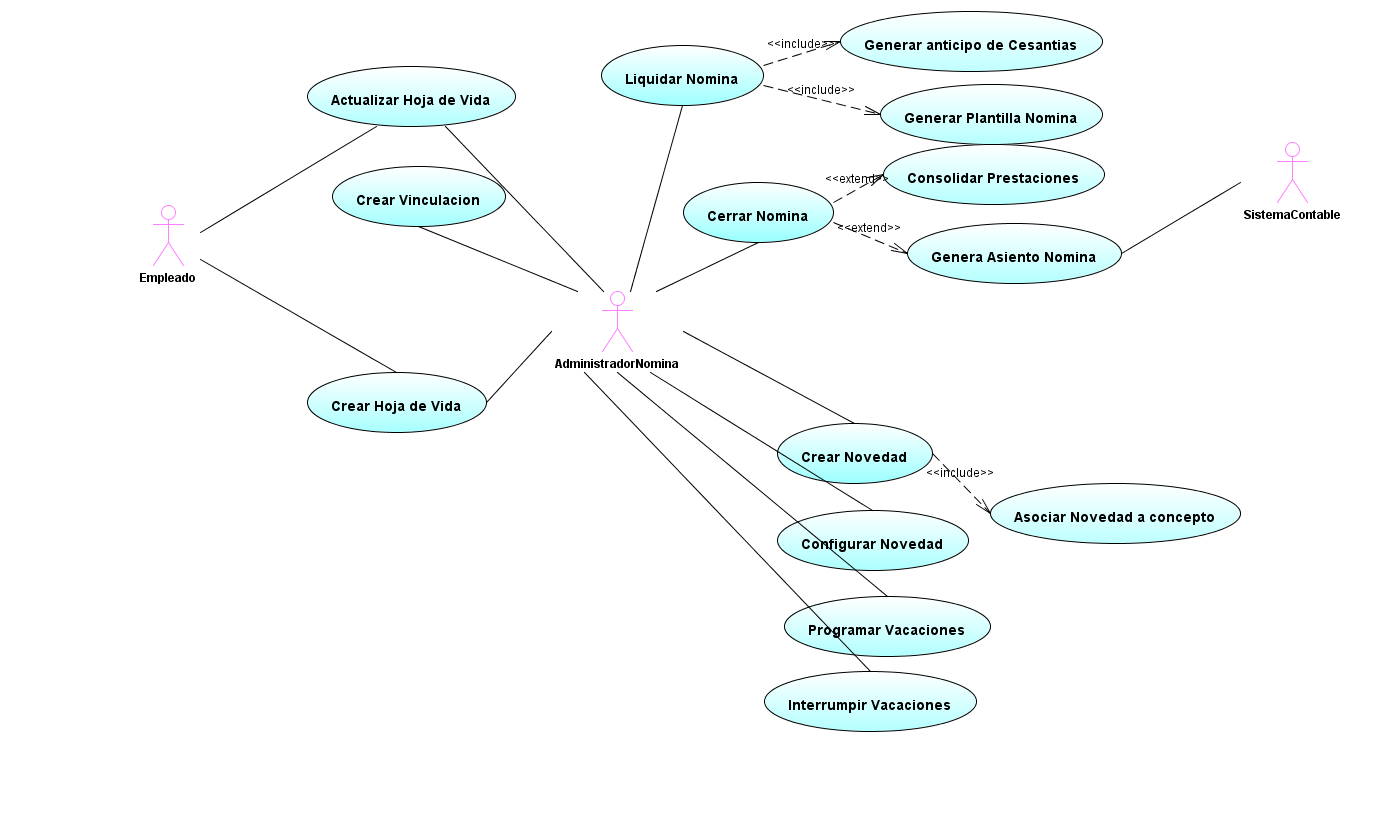 <<include>>
Generar anticipo de Cesantias
Liquidar Nomina
<<include>>
Actualizar Hoja de Vida
Generar Plantilla Nomina
<<extend>>
Consolidar Prestaciones
Crear Vinculacion
Cerrar Nomina
SistemaContable
<<extend>>
Genera Asiento Nomina
Empleado
AdministradorNomina
Crear Hoja de Vida
Crear Novedad
<<include>>
Asociar Novedad a concepto
Configurar Novedad
Programar Vacaciones
Interrumpir Vacaciones